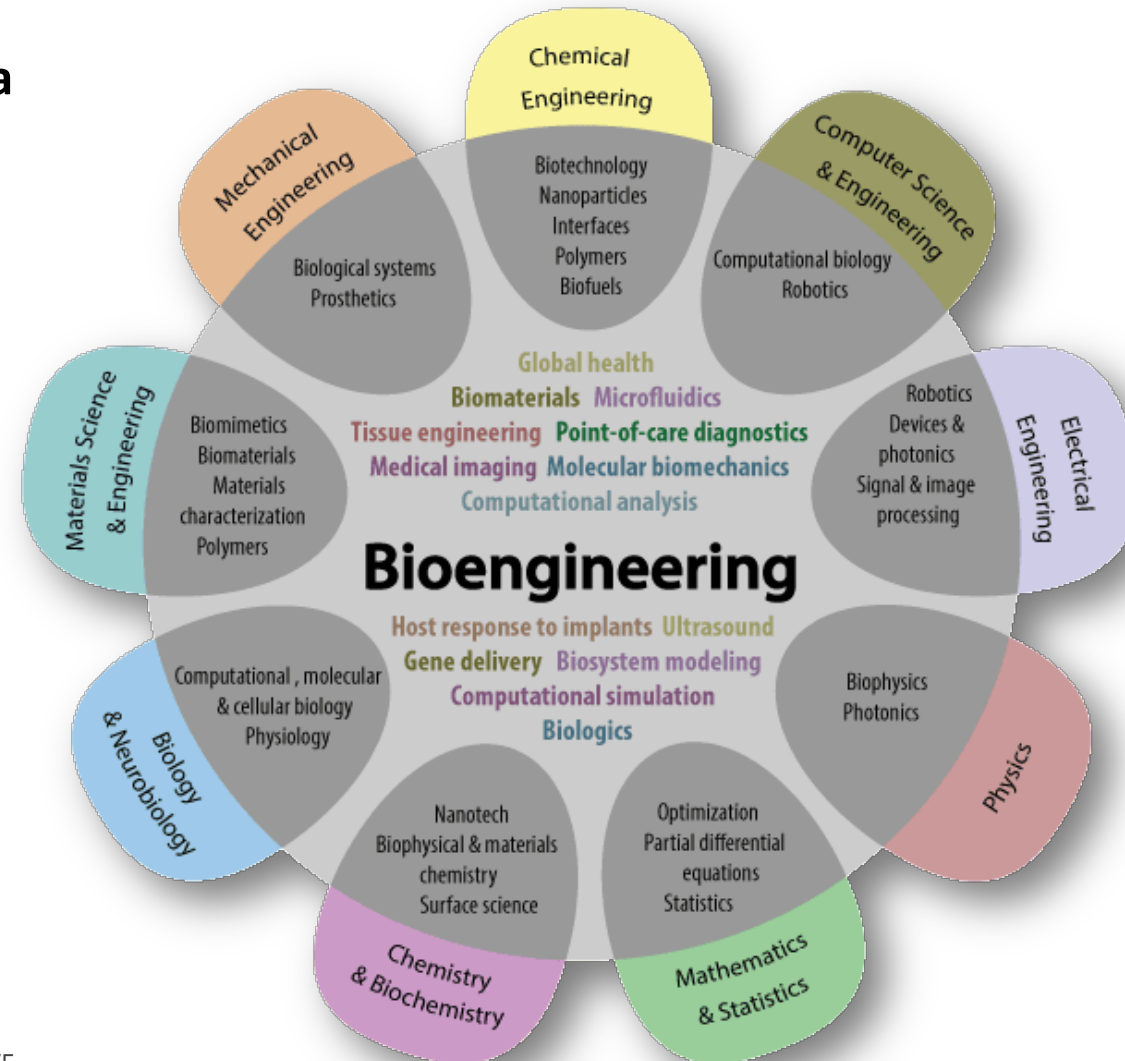 a
Chemical
Engineering
Biotechnology
Nanoparticles
Interfaces
Polymers
Biofuels
Computer Science
& Engineering
Computational biology
Robotics
Electrical
Engineering
Robotics
Devices &
photonics
Signal & image
processing
Physics
Biophysics
Photonics
Mathematics
& Statistics
Optimization
Partial differential
equations
Statistics
Chemistry
& Biochemistry
Nanotech
Biophysical & materials
chemistry
Surface science
Biology
& Neurobiology
Computational , molecular
& cellular biology
Physiology
Materials Science
& Engineering
Biomimetics
Biomaterials
Materials
characterization
Polymers
Mechanical
Engineering
Biological systems
Prosthetics
Global health
Biomaterials Microfluidics
Tissue engineering Point-of-care diagnostics
Medical imaging Molecular biomechanics
Computational analysis
Bioengineering
Host response to implants Ultrasound
Gene delivery Biosystem modeling
Computational simulation
Biologics